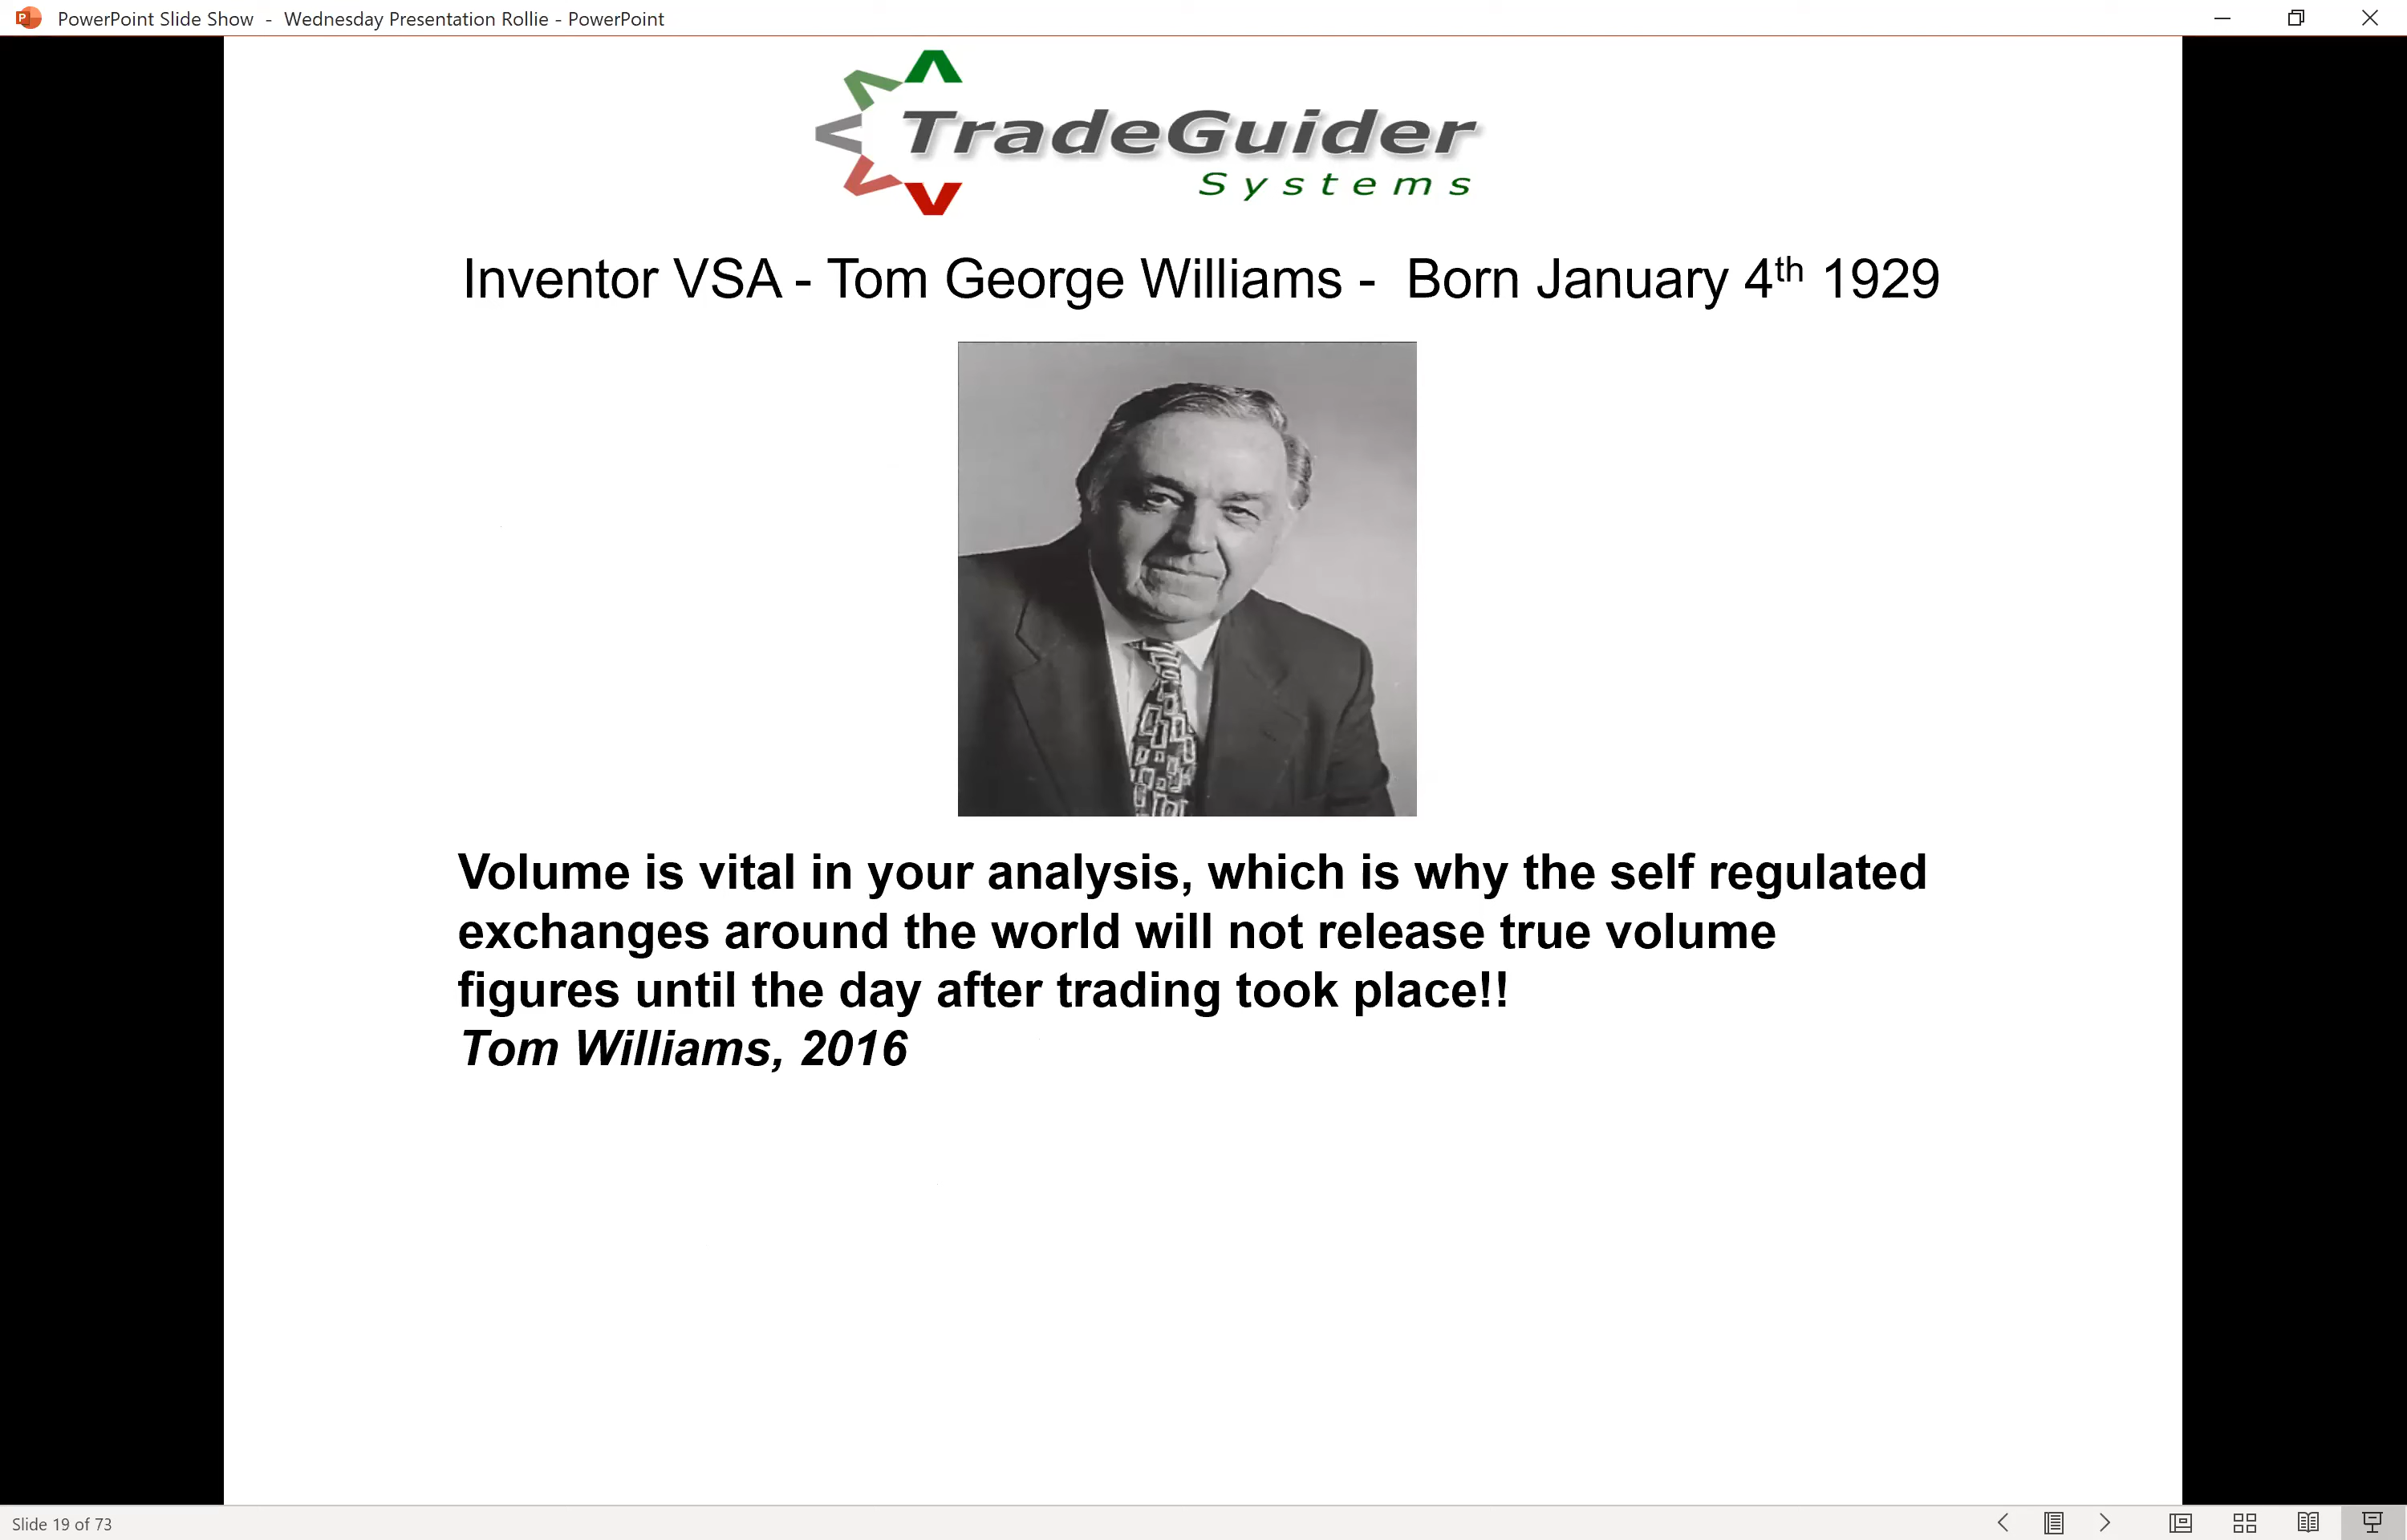 PowerPoint Slide Show - Wednesday Presentation Rollie - PowerPoint
TradeGuider
Systems
Inventor VSA - Tom George Williams - Born January 4th 1929
Volume is vital in your analysis, which is why the self regulated
exchanges around the world will not release true volume
figures until the day after trading took place!!
Tom Williams, 2016
Slide 19 of 73